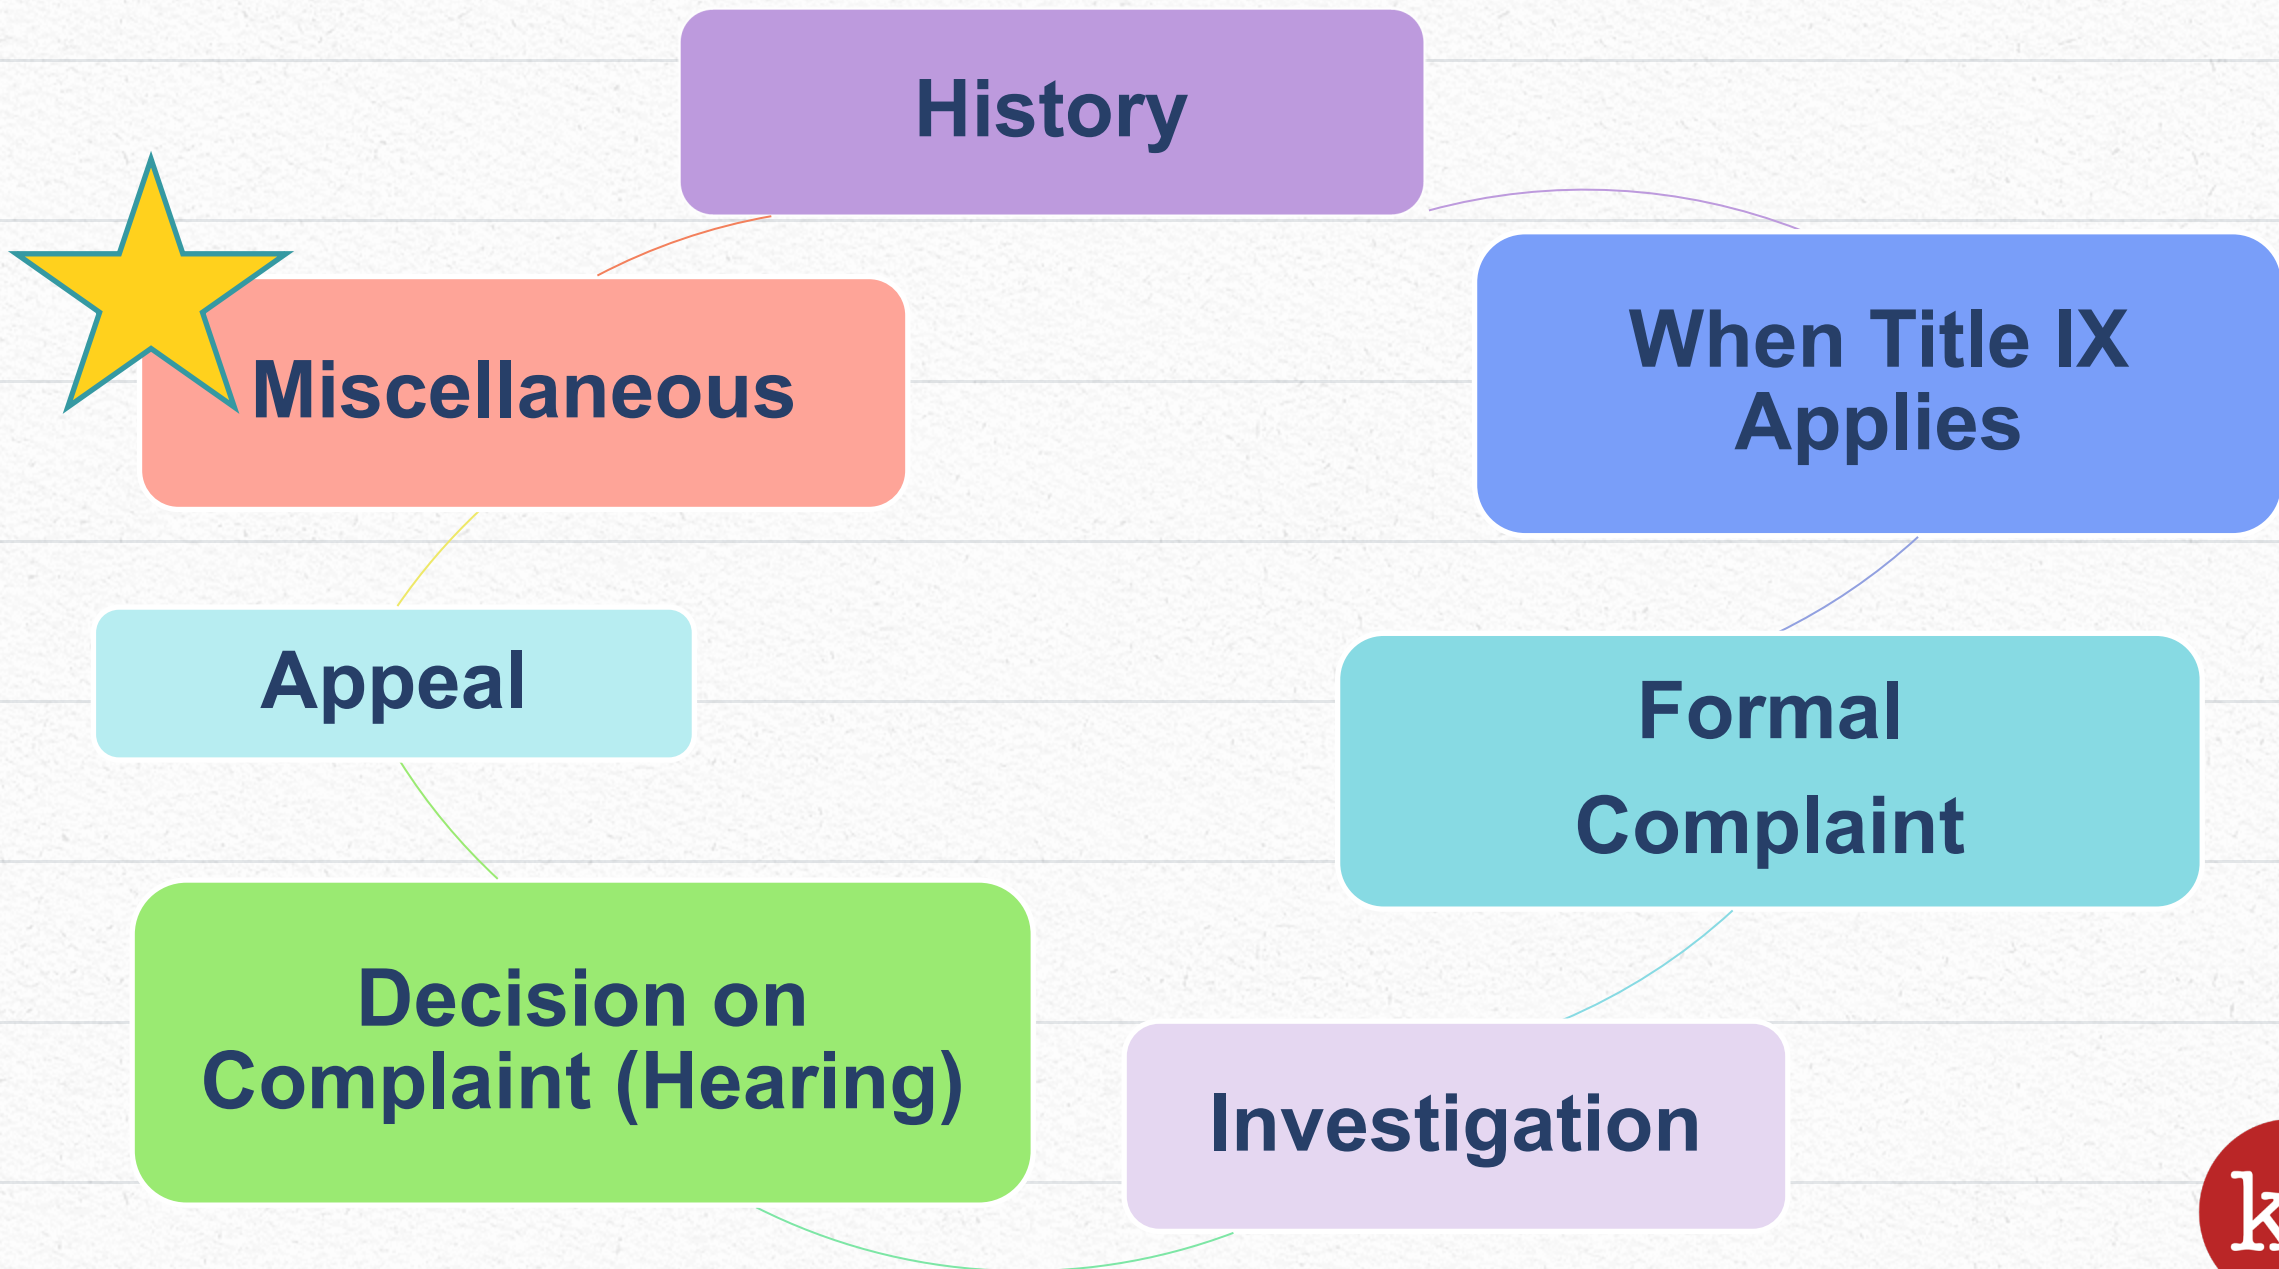 History
When Title IX
Applies
Formal
Complaint
Investigation
Decision on
Complaint (Hearing)
Appeal
Miscellaneous
k